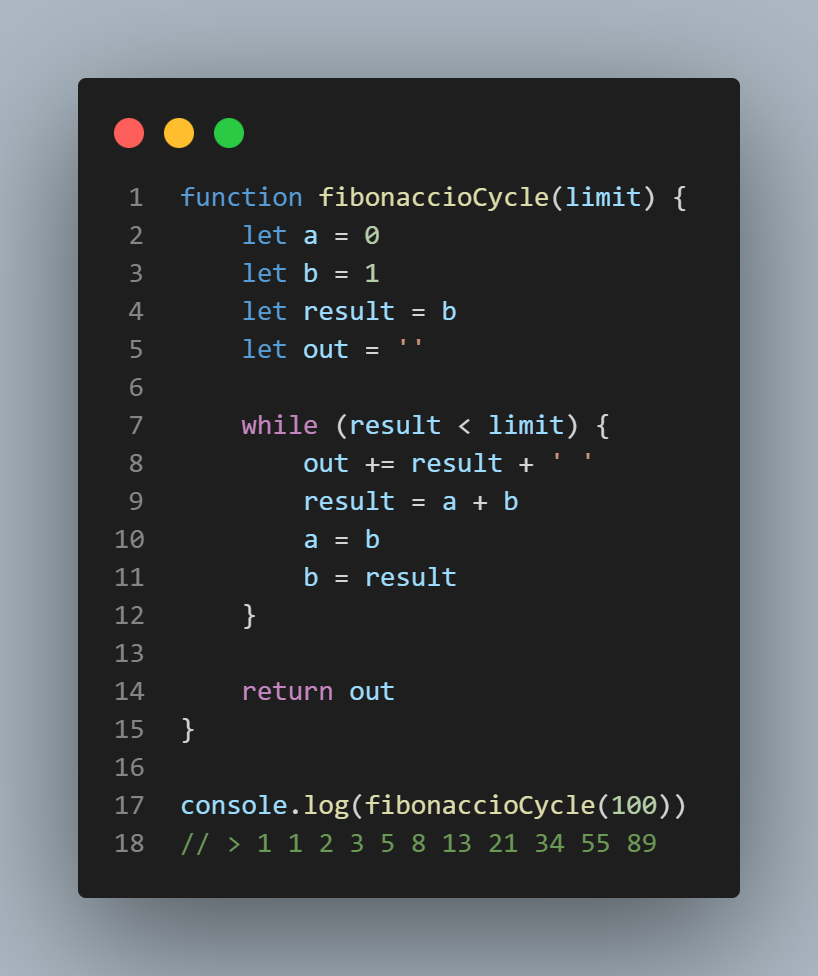 1 function fibonaccioCycle(limit) {
2     let a = 0
3     let b = 1
4     let result = b
5     let out = ''
6
7     while (result < limit) {
8         out += result + ' '
9         result = a + b
10         a = b
11         b = result
12     }
13
14     return out
15 }
16
17 console.log(fibonaccioCycle(100))
18 // > 1 1 2 3 5 8 13 21 34 55 89